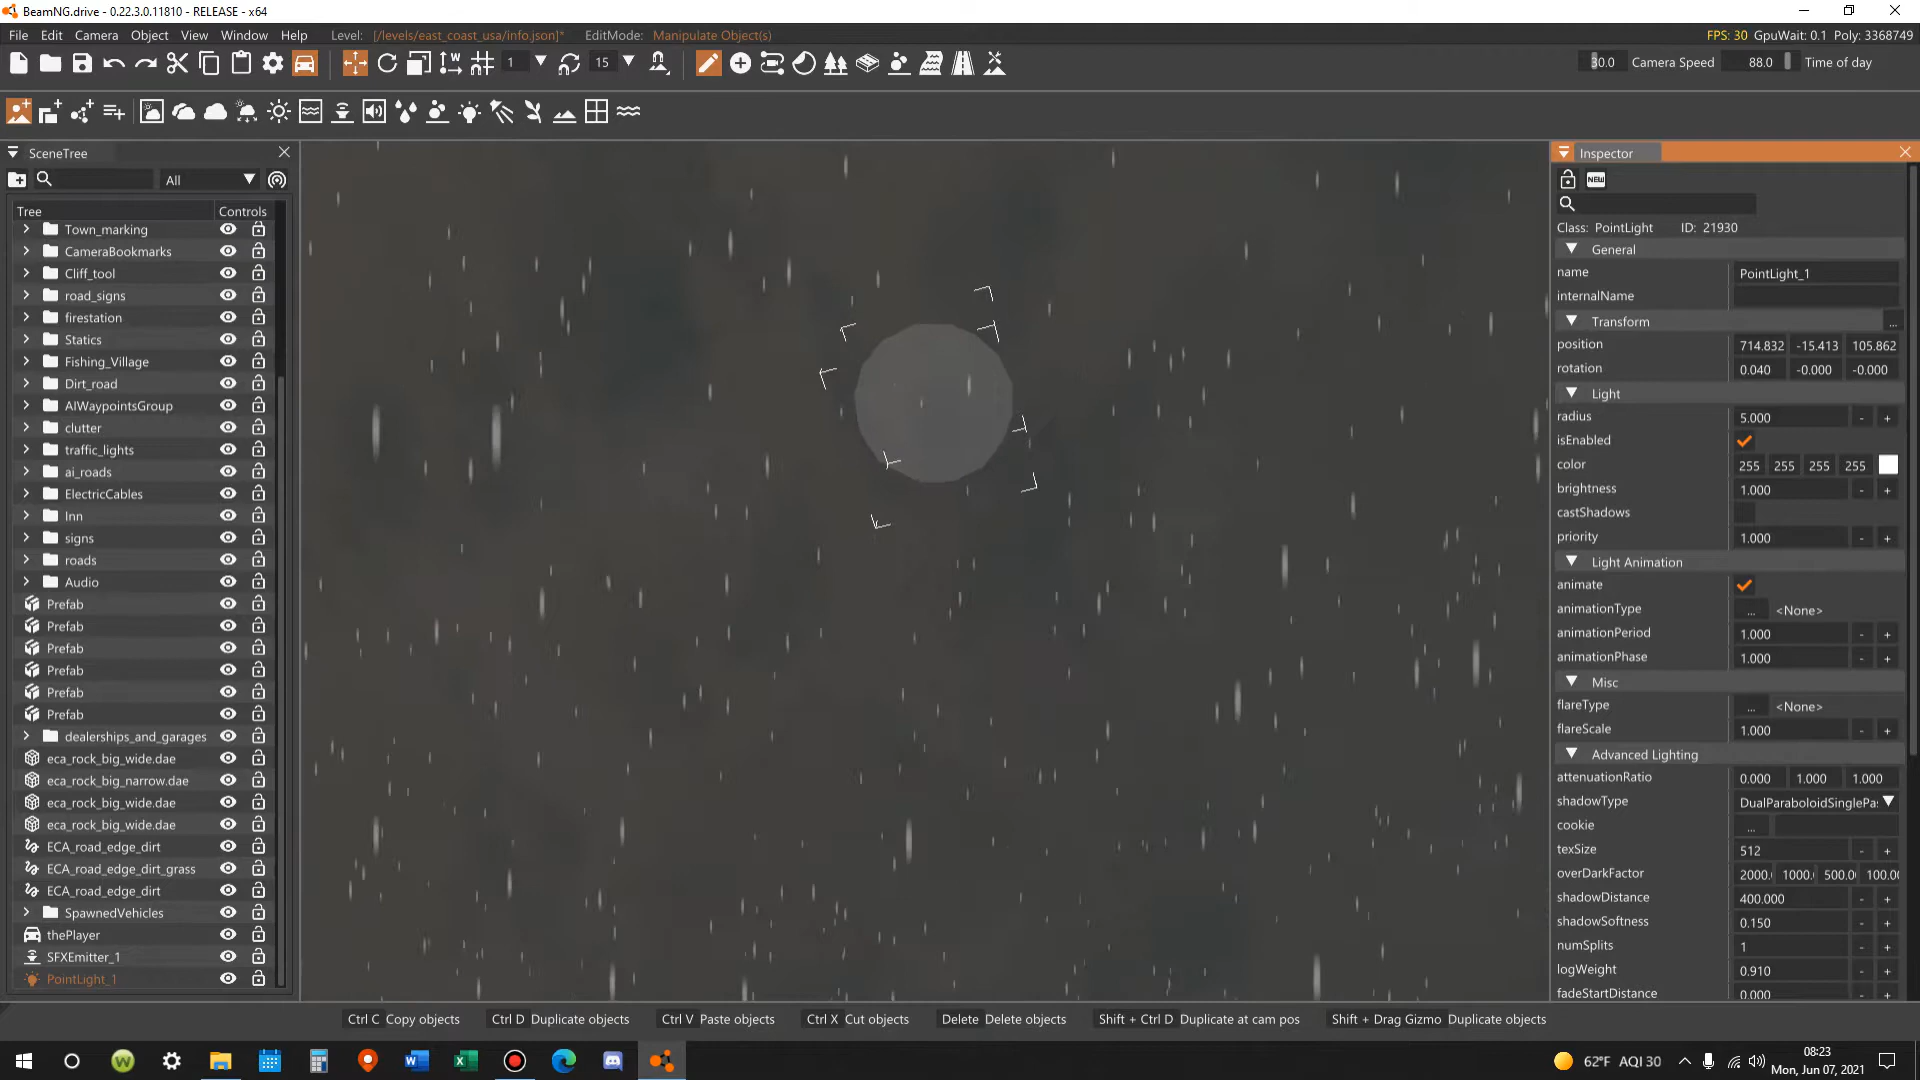 BeamNG.drive - 0.22.3.0.11810 - RELEASE - x64
File Edit Camera Object View Window Help Level: [/levels/east_coast_usa/info.json]* EditMode: Manipulate Object(s) FPS: 30 GpuWait: 0.1 Poly: 3368749
1 15 30.0 Camera Speed 88.0 Time of day
SceneTree
All
Tree Controls
Town_marking
CameraBookmarks
Cliff_tool
road_signs
firestation
Statics
Fishing_Village
Dirt_road
AIWaypointsGroup
clutter
traffic_lights
ai_roads
ElectricCables
Inn
signs
roads
Audio
Prefab
Prefab
Prefab
Prefab
Prefab
Prefab
dealerships_and_garages
eca_rock_big_wide.dae
eca_rock_big_narrow.dae
eca_rock_big_wide.dae
eca_rock_big_wide.dae
ECA_road_edge_dirt
ECA_road_edge_dirt_grass
ECA_road_edge_dirt
SpawnedVehicles
thePlayer
SFXEmitter_1
PointLight_1
Inspector
NEW
Class: PointLight ID: 21930
General
name PointLight_1
internalName
Transform ...
position 714.832 -15.413 105.862
rotation 0.040 -0.000 -0.000
Light
radius 5.000 - +
isEnabled
color 255 255 255 255
brightness 1.000 - +
castShadows
priority 1.000 - +
Light Animation
animate
animationType ... <None>
animationPeriod 1.000 - +
animationPhase 1.000 - +
Misc
flareType ... <None>
flareScale 1.000 - +
Advanced Lighting
attenuationRatio 0.000 1.000 1.000
shadowType DualParaboloidSinglePa
cookie ...
texSize 512 - +
overDarkFactor 2000. 1000. 500.0 100.0
shadowDistance 400.000 - +
shadowSoftness 0.150 - +
numSplits 1 - +
logWeight 0.910 - +
fadeStartDistance 0.000 - +
Ctrl C Copy objects Ctrl D Duplicate objects Ctrl V Paste objects Ctrl X Cut objects Delete Delete objects Shift + Ctrl D Duplicate at cam pos Shift + Drag Gizmo Duplicate objects
62°F AQI 30 08:23
Mon, Jun 07, 2021